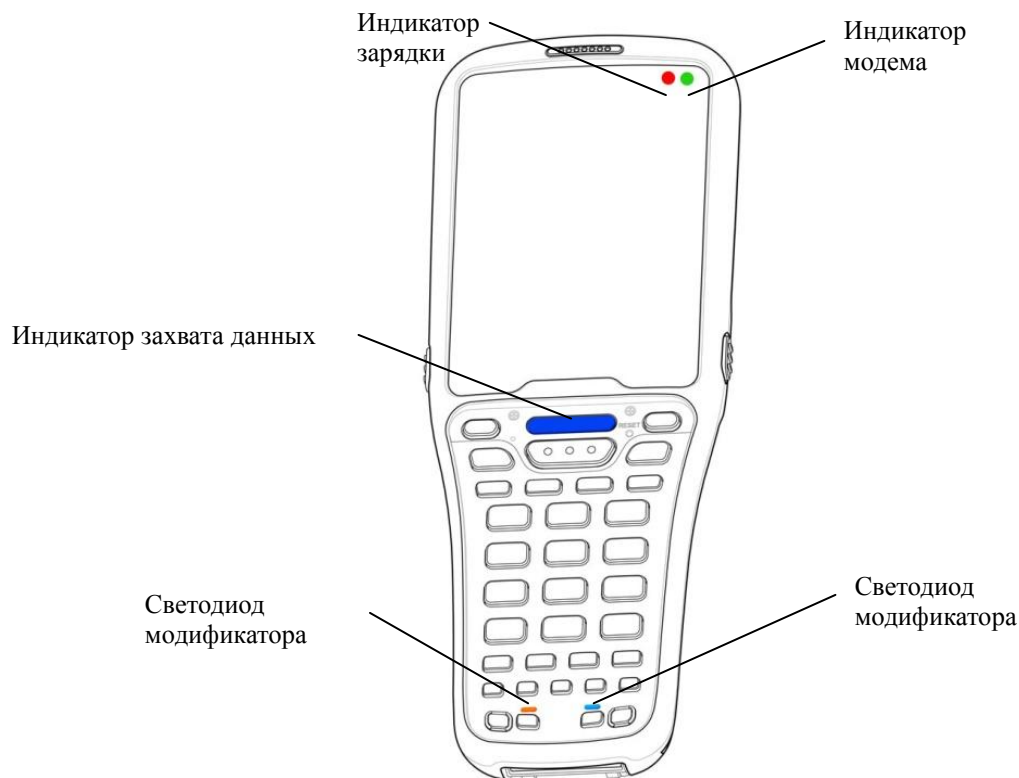 Индикатор
зарядки
Индикатор
модема
Индикатор захвата данных
RESET
Светодиод
модификатора
Светодиод
модификатора